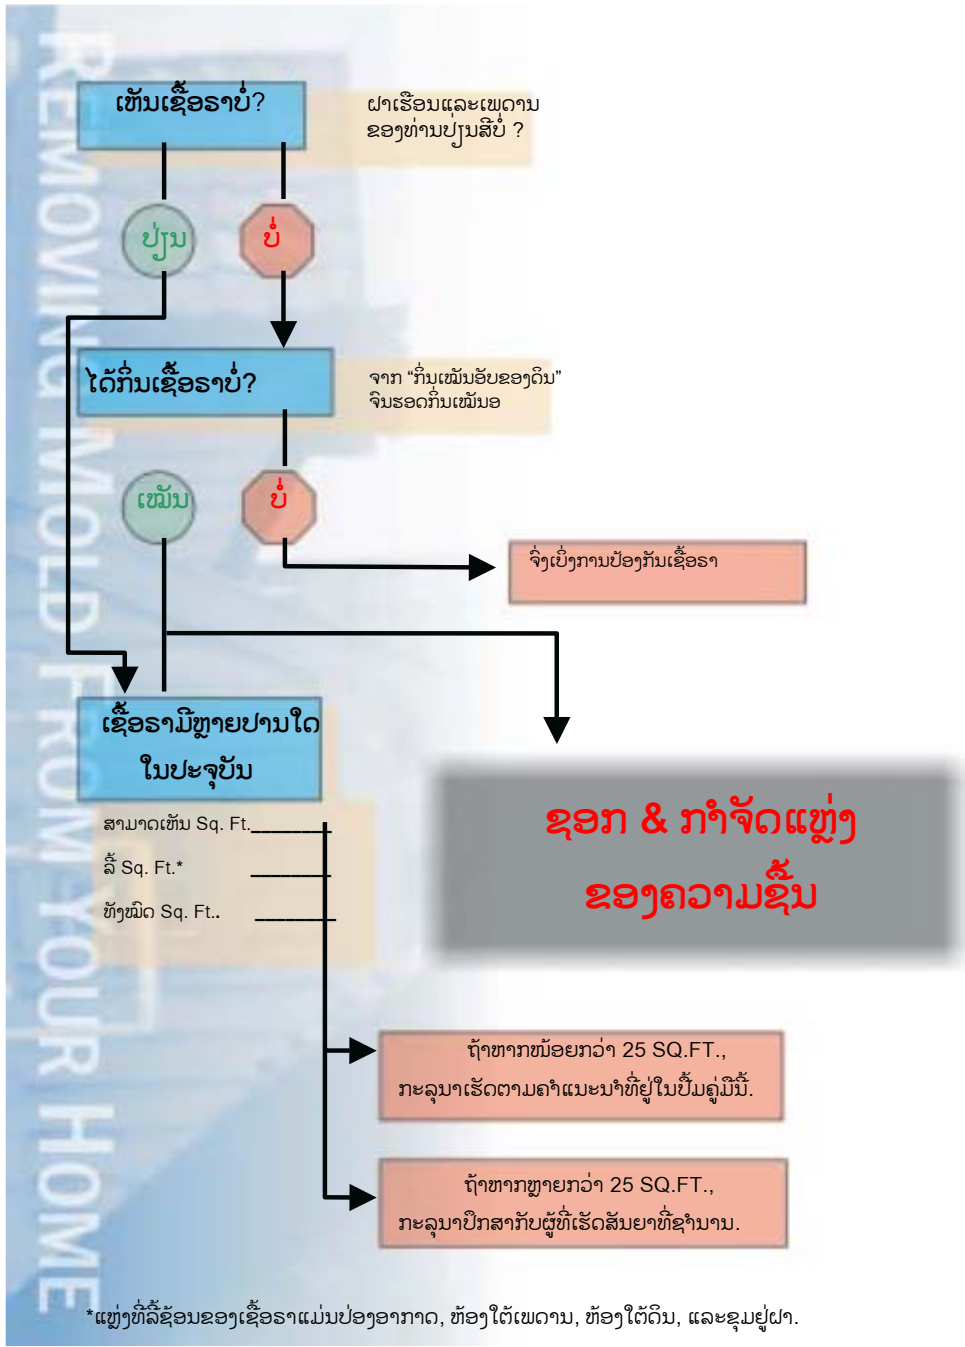 REMOVING MOLD FROM YOUR HOME
ເຫັນເຊື້ອຣາບໍ່?
ຝາເຮືອນແລະເພດານ
ຂອງທ່ານປ່ຽນສີບໍ່ ?
ປ່ຽນ
ບໍ່
ໄດ້ກິ່ນເຊື້ອຣາບໍ່?
ຈາກ “ກິ່ນເໝັນອັບຂອງດິນ”
ຈົນຮອດກິ່ນເໝັນອ
ເໝັນ
ບໍ່
ຈົ່ງເບິ່ງການປ້ອງກັນເຊື້ອຣາ
ເຊື້ອຣາມີຫຼາຍປານໃດ
ໃນປະຈຸບັນ
ສາມາດເຫັນ Sq. Ft._________
ລີ້ Sq. Ft.* _________
ທັງໝົດ Sq. Ft.. _________
ຊອກ & ກຳຈັດແຫຼ່ງ
ຂອງຄວາມຊື້ນ
ຖ້າຫາກໜ້ອຍກວ່າ 25 SQ.FT.,
ກະລຸນາເຮັດຕາມຄຳແນະນຳທີ່ຢູ່ໃນປື້ມຄູ່ມືນີ້.
ຖ້າຫາກຫຼາຍກວ່າ 25 SQ.FT.,
ກະລຸນາປຶກສາກັບຜູ້ທີ່ເຮັດສັນຍາທີ່ຊຳນານ.
*ແຫຼ່ງທີ່ລີ້ຊ້ອນຂອງເຊື້ອຣາແມ່ນປ່ອງອາກາດ, ຫ້ອງໃຕ້ເພດານ, ຫ້ອງໃຕ້ດິນ, ແລະຂຸມຢູ່ຝາ.